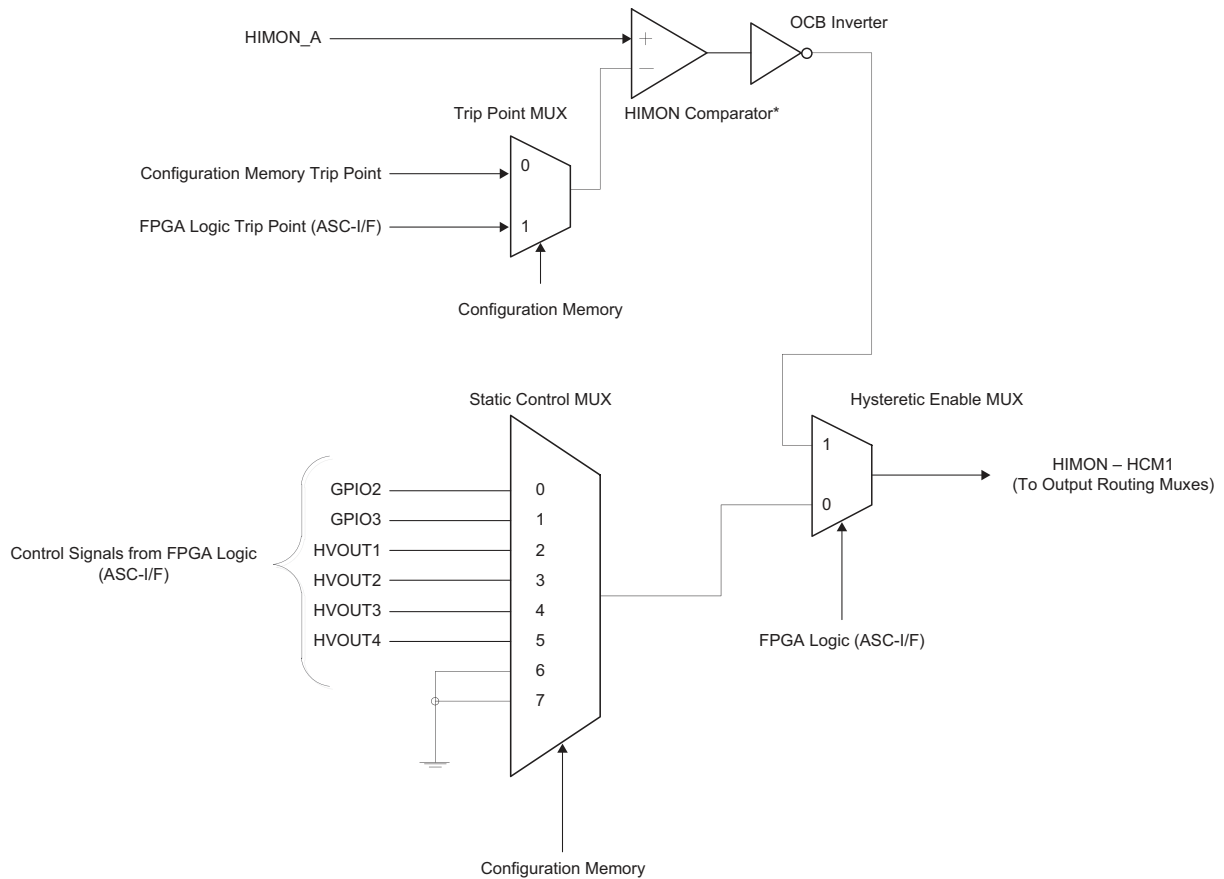 OCB Inverter
HIMON_A
+
−
Trip Point MUX
HIMON Comparator*
Configuration Memory Trip Point
0
FPGA Logic Trip Point (ASC-I/F)
1
Configuration Memory
Static Control MUX
Hysteretic Enable MUX
1
HIMON – HCM1
(To Output Routing Muxes)
0
GPIO2
0
GPIO3
1
HVOUT1
2
HVOUT2
3
HVOUT3
4
HVOUT4
5
6
7
Control Signals from FPGA Logic
(ASC-I/F)
FPGA Logic (ASC-I/F)
Configuration Memory